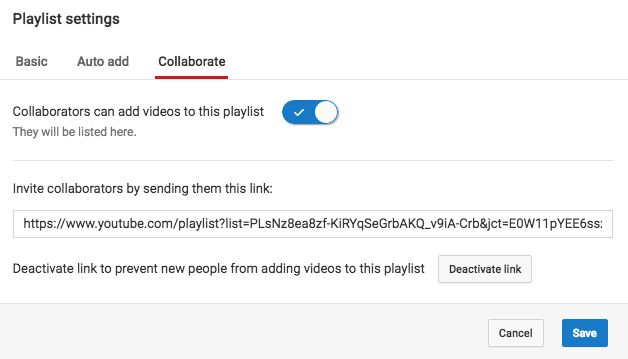 Playlist settings
Basic Auto add Collaborate
Collaborators can add videos to this playlist
They will be listed here.
Invite collaborators by sending them this link:
https://www.youtube.com/playlist?list=PLsNz8ea8zf-KiRYqSeGrbAKQ_v9iA-Crb&jct=E0W11pYEE6ss:
Deactivate link to prevent new people from adding videos to this playlist Deactivate link
Cancel Save